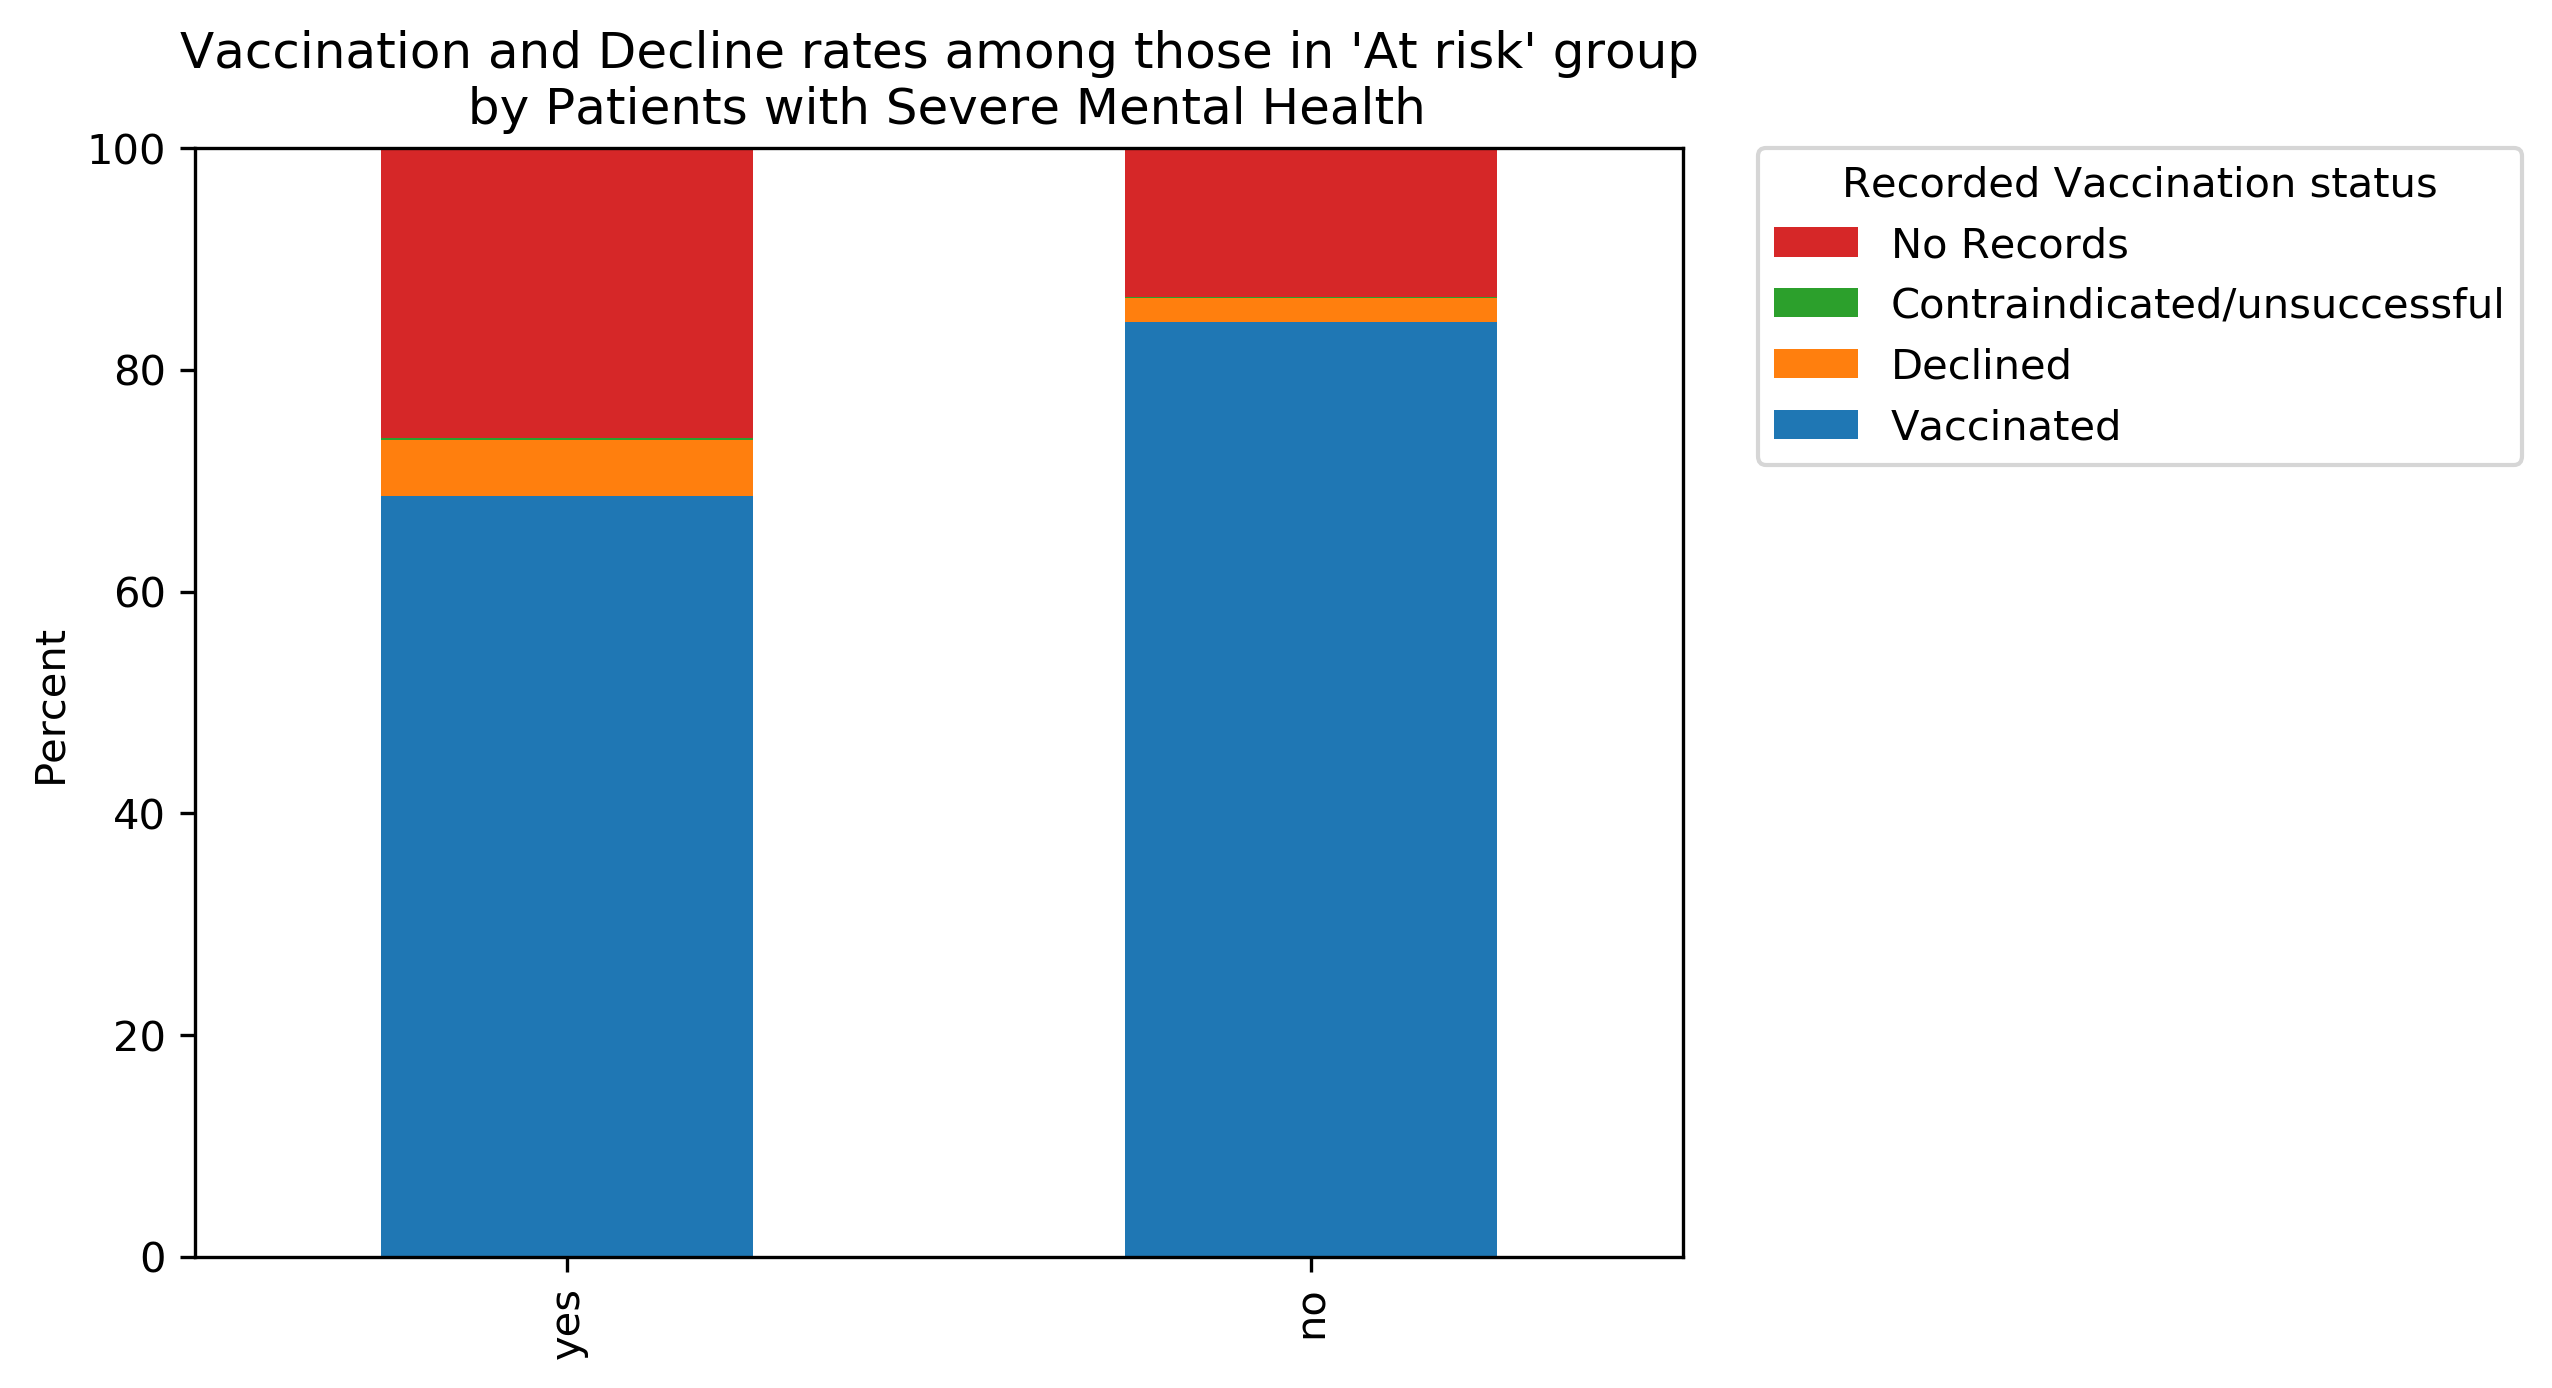 Vaccination and Decline rates among those in 'At risk' group
by Patients with Severe Mental Health
100
80
60
40
20
0
Percent
yes
no
Recorded Vaccination status
No Records
Contraindicated/unsuccessful
Declined
Vaccinated